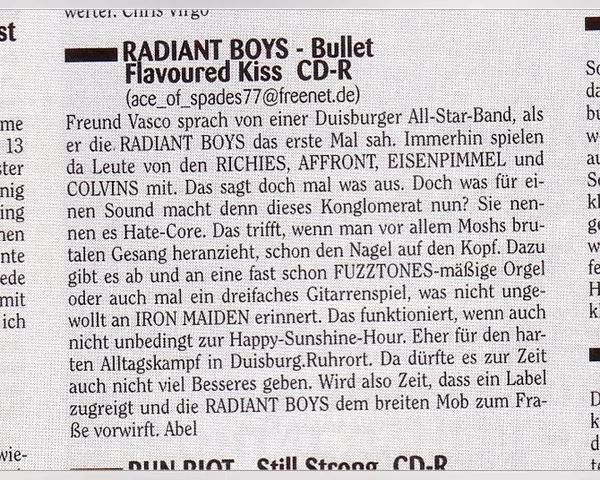 werter. Chris Virgo
RADIANT BOYS - Bullet
Flavoured Kiss CD-R
(ace_of_spades77@freenet.de)
Freund Vasco sprach von einer Duisburger All-Star-Band, als
er die RADIANT BOYS das erste Mal sah. Immerhin spielen
da Leute von den RICHIES, AFFRONT, EISENPIMMEL und
COLVINS mit. Das sagt doch mal was aus. Doch was für ei-
nen Sound macht denn dieses Konglomerat nun? Sie nen-
nen es Hate-Core. Das trifft, wenn man vor allem Moshs bru-
talen Gesang heranzieht, schon den Nagel auf den Kopf. Dazu
gibt es ab und an eine fast schon FUZZTONES-mäßige Orgel
oder auch mal ein dreifaches Gitarrenspiel, was nicht unge-
wollt an IRON MAIDEN erinnert. Das funktioniert, wenn auch
nicht unbedingt zur Happy-Sunshine-Hour. Eher für den har-
ten Alltagskampf in Duisburg.Ruhrort. Da dürfte es zur Zeit
auch nicht viel Besseres geben. Wird also Zeit, dass ein Label
zugreigt und die RADIANT BOYS dem breiten Mob zum Fra-
ße vorwirft. Abel
RUN RIOT - Still Strong CD-R